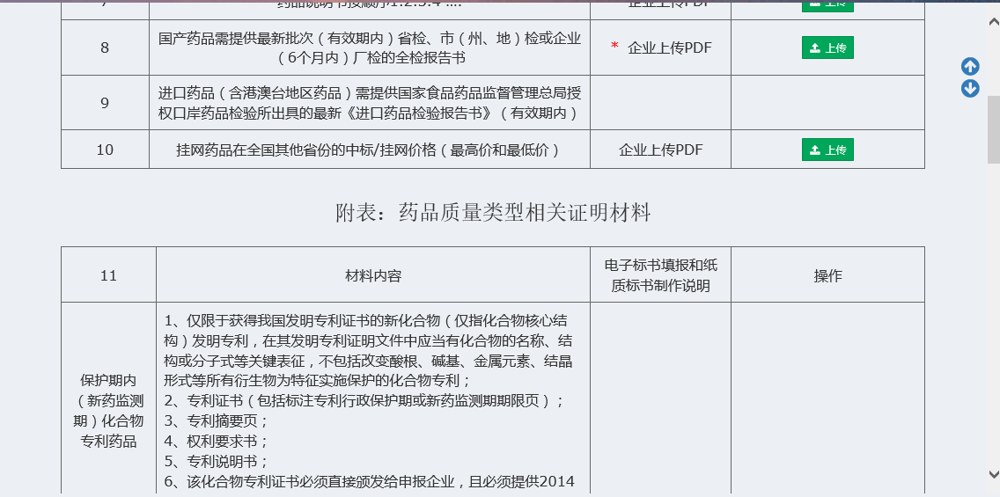 7
药品说明书按顺序1.2.3.4 ....
企业上传PDF
上传
8
国产药品需提供最新批次（有效期内）省检、市（州、地）检或企业
（6个月内）厂检的全检报告书
* 企业上传PDF
上传
9
进口药品（含港澳台地区药品）需提供国家食品药品监督管理总局授
权口岸药品检验所出具的最新《进口药品检验报告书》（有效期内）
10
挂网药品在全国其他省份的中标/挂网价格（最高价和最低价）
企业上传PDF
上传
附表：药品质量类型相关证明材料
11
材料内容
电子标书填报和纸
质标书制作说明
操作
保护期内
（新药监测
期）化合物
专利药品
1、仅限于获得我国发明专利证书的新化合物（仅指化合物核心结
构）发明专利，在其发明专利证明文件中应当有化合物的名称、结
构或分子式等关键表征，不包括改变酸根、碱基、金属元素、结晶
形式等所有衍生物为特征实施保护的化合物专利；
2、专利证书（包括标注专利行政保护期或新药监测期期限页）；
3、专利摘要页；
4、权利要求书；
5、专利说明书；
6、该化合物专利证书必须直接颁发给申报企业，且必须提供2014